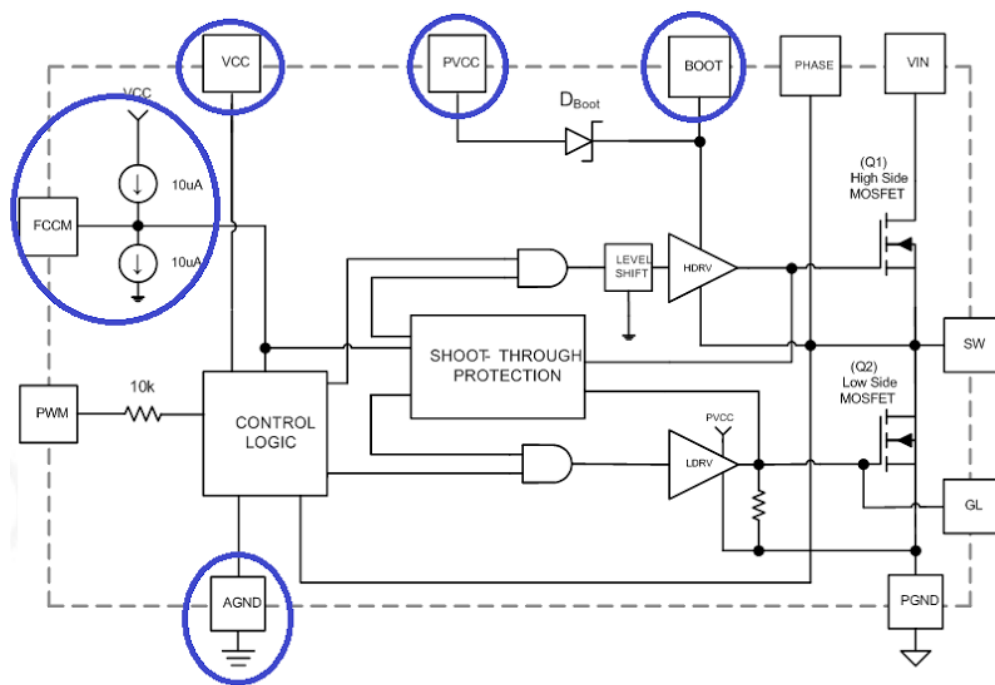 VCC
PVCC
BOOT
PHASE
VIN
VCC
D_Boot
10uA
FCCM
10uA
(Q1)
High Side
MOSFET
LEVEL
SHIFT
HDRV
SHOOT- THROUGH
PROTECTION
SW
(Q2)
Low Side
MOSFET
10k
PWM
CONTROL
LOGIC
PVCC
LDRV
GL
AGND
PGND